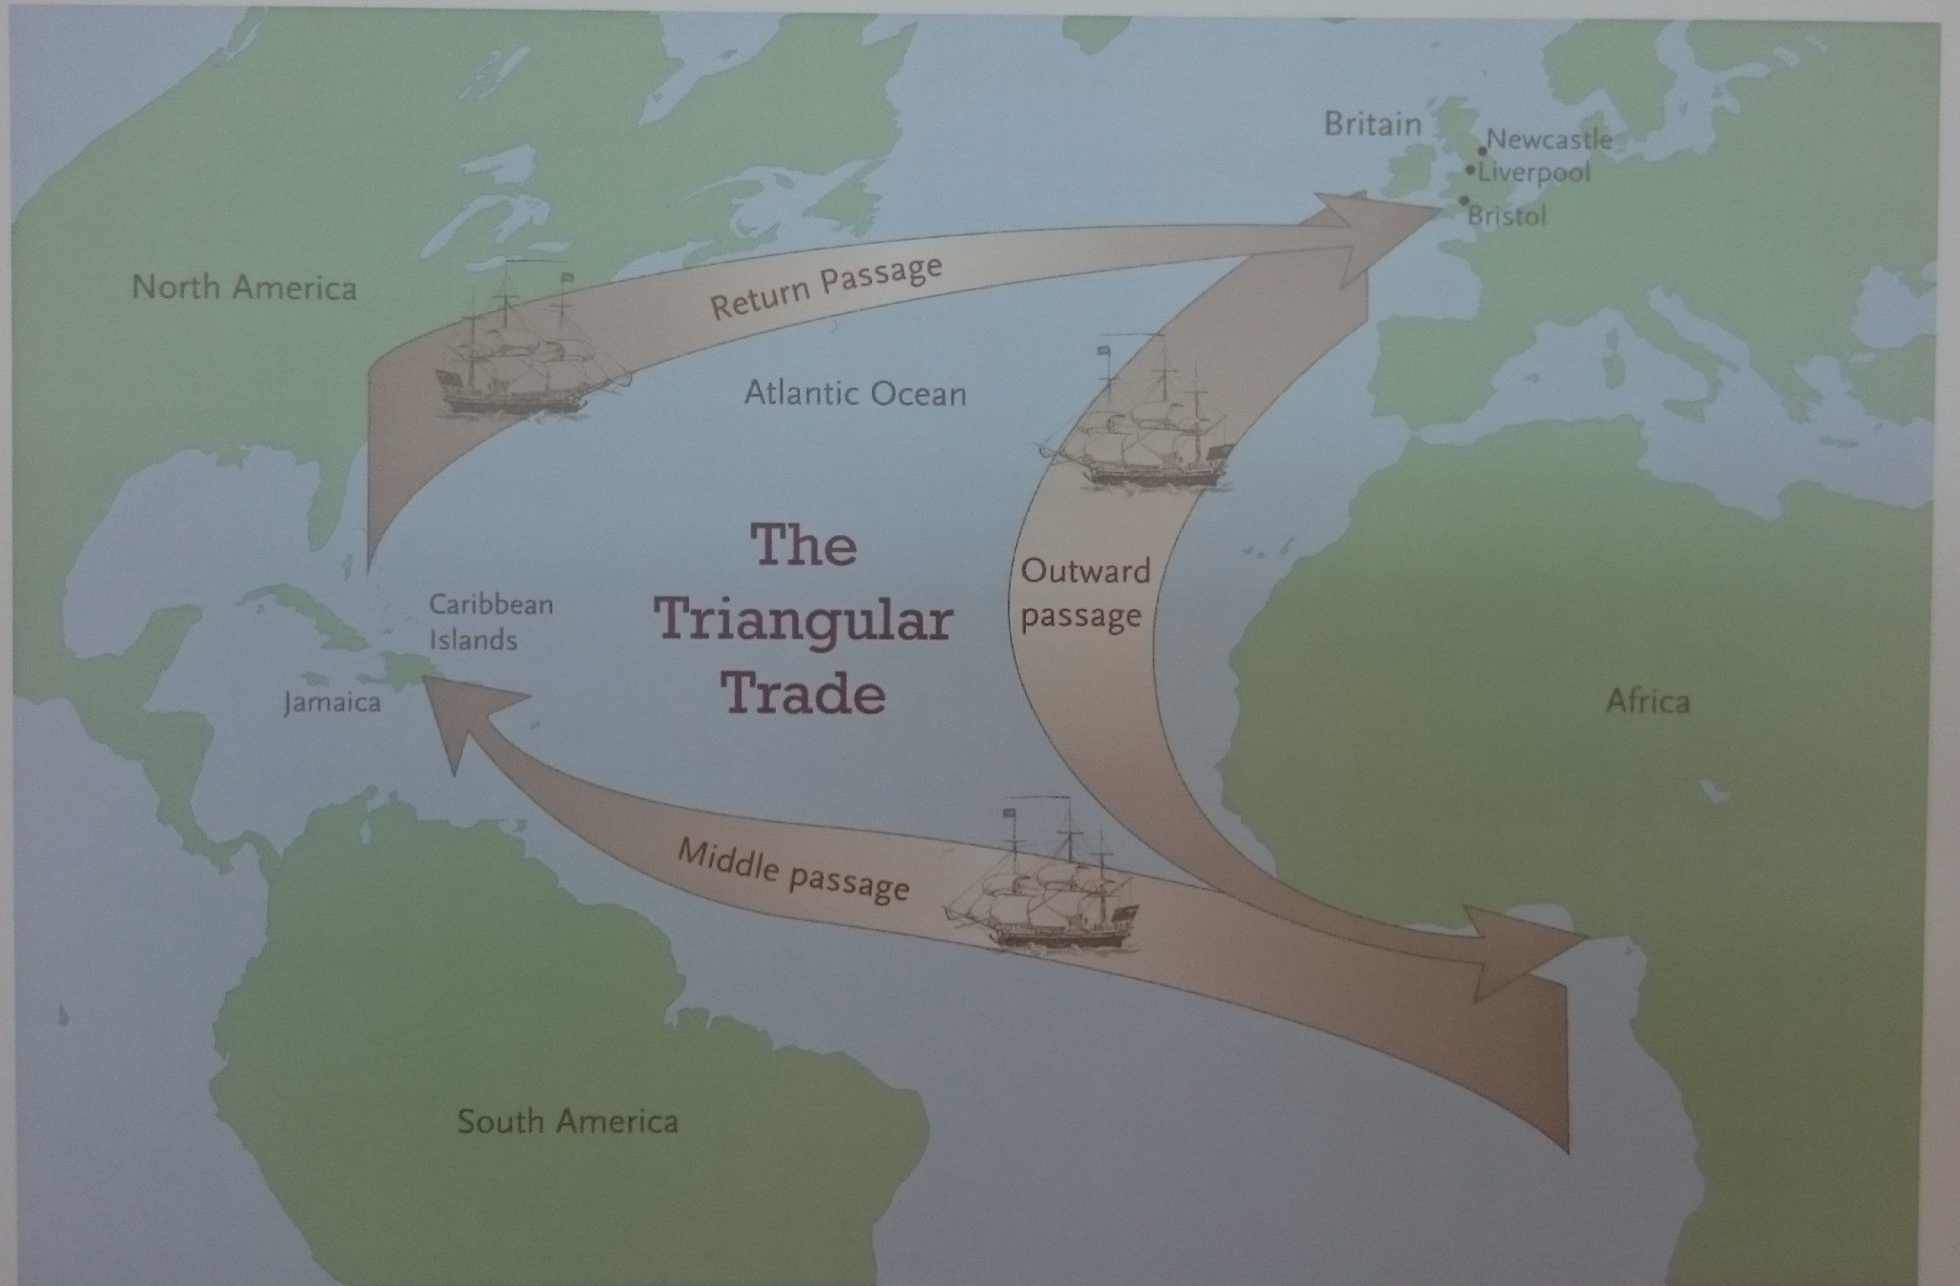 Britain
Newcastle
Liverpool
Bristol
North America
Return Passage
Atlantic Ocean
The
Triangular
Trade
Outward
passage
Caribbean
Islands
Jamaica
Africa
Middle passage
South America